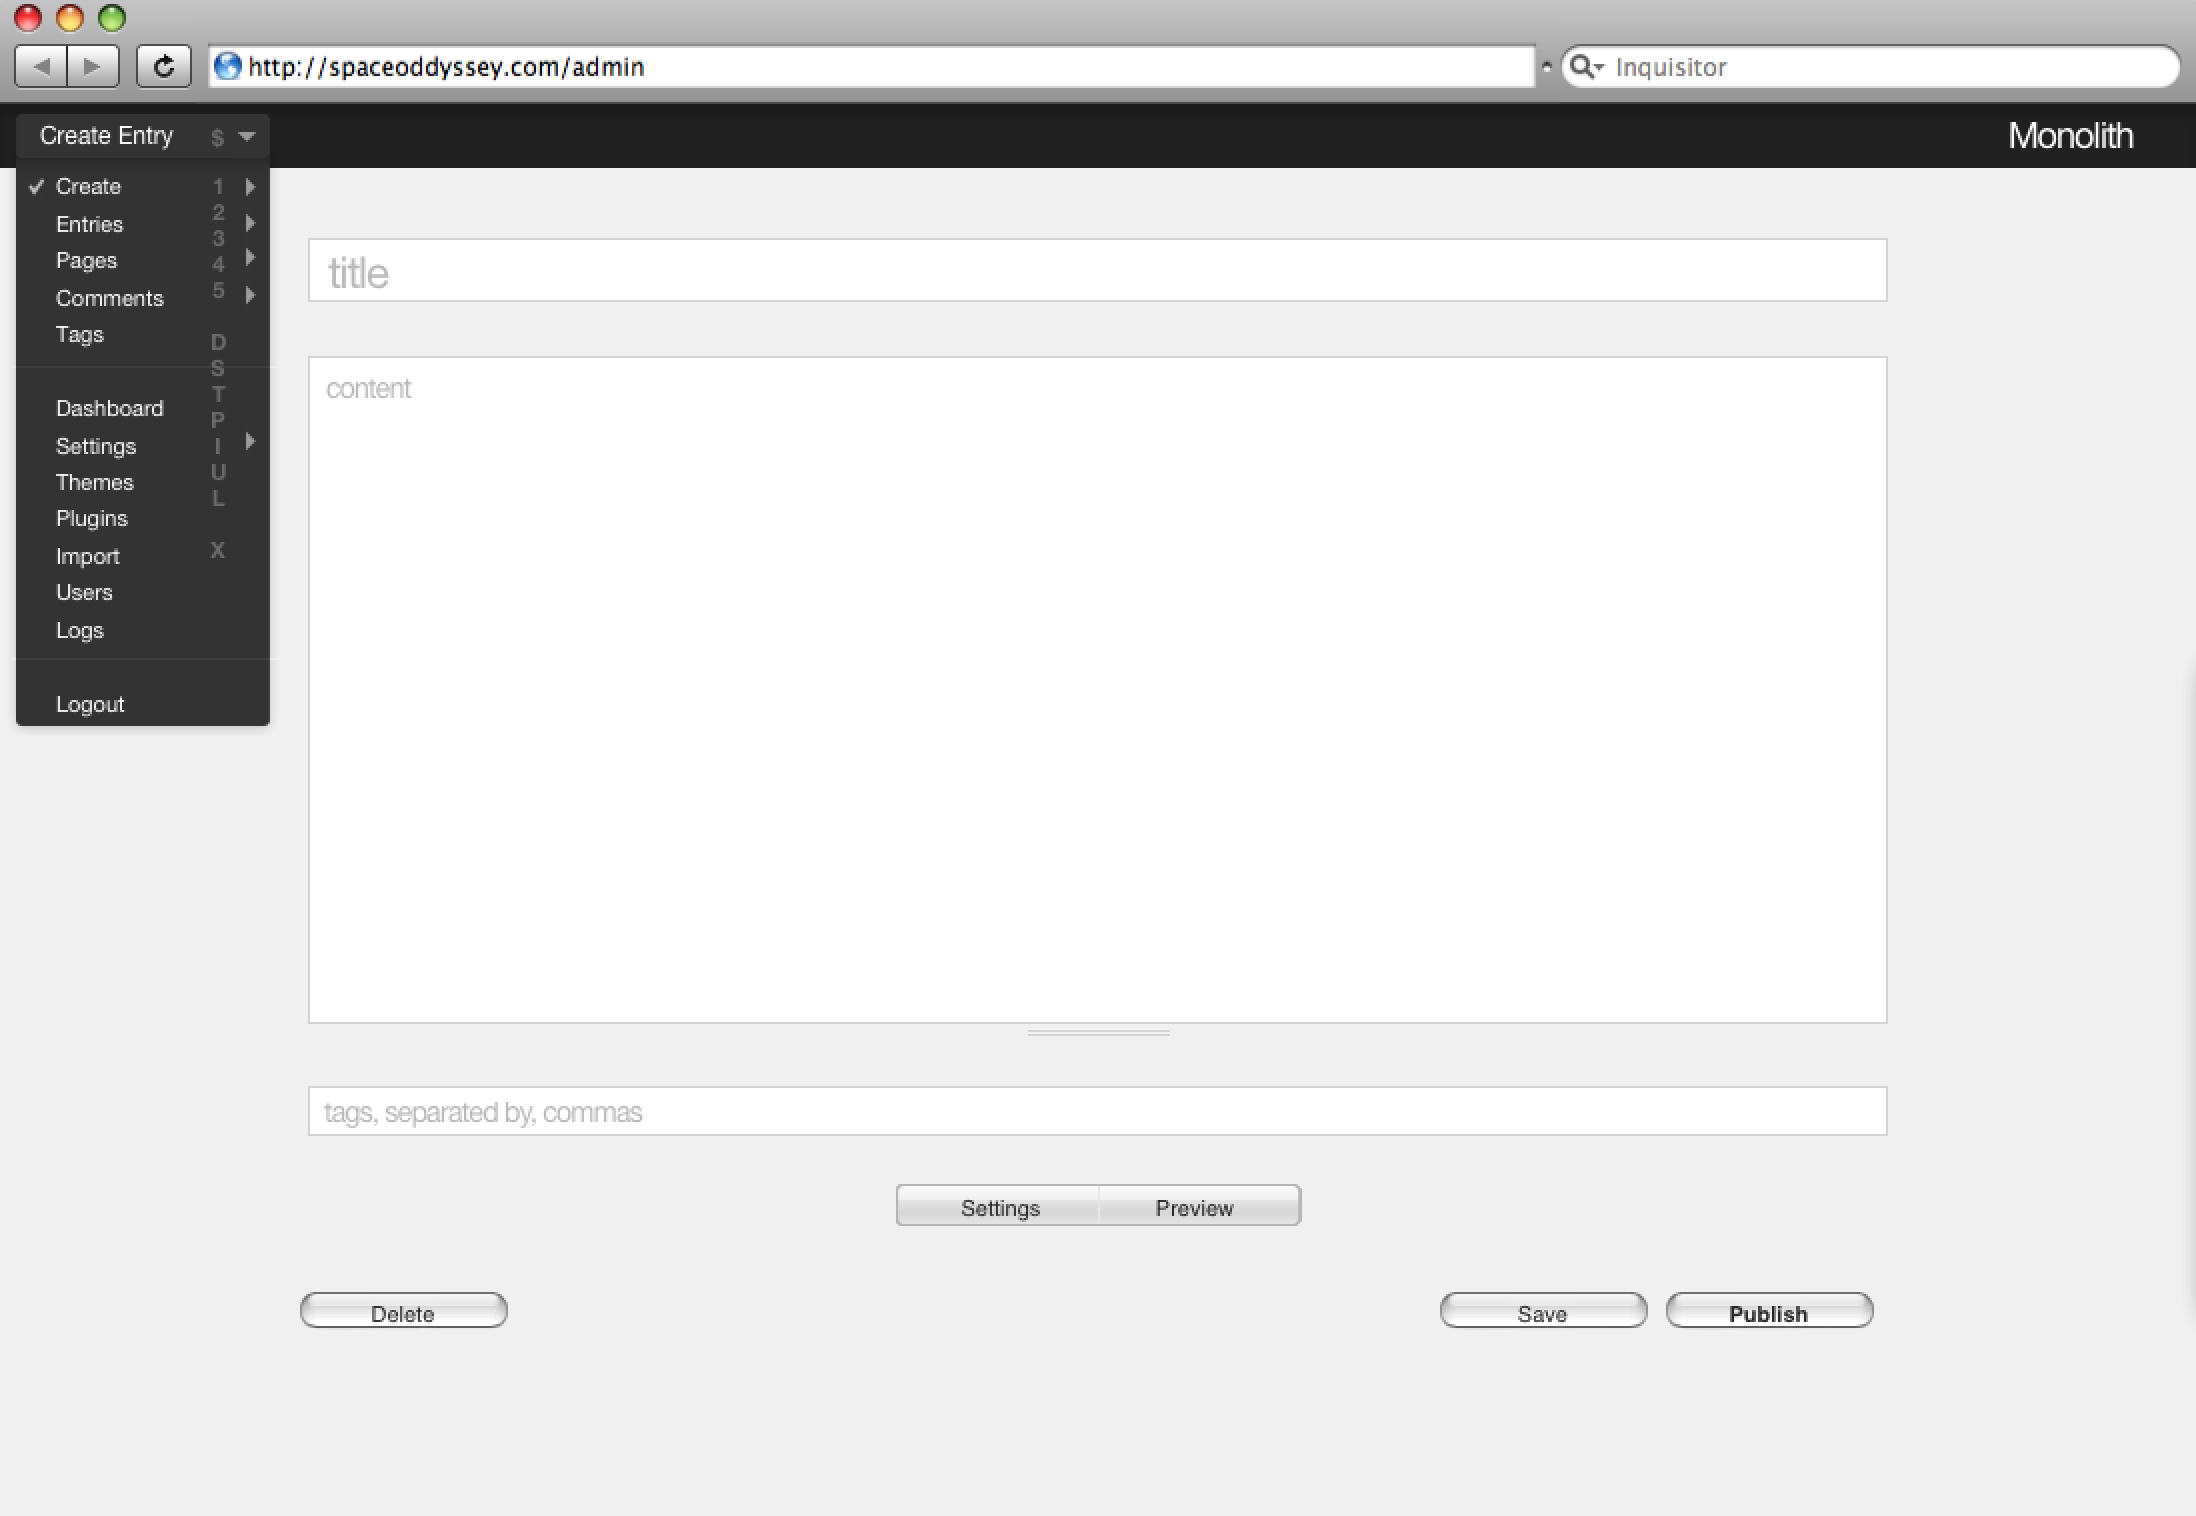 http://spaceoddyssey.com/admin
Inquisitor
Create Entry $
Monolith
Create 1
Entries 2
Pages 3
Comments 4
Tags 5
Dashboard D
Settings S
Themes T
Plugins P
Import I
Users U
Logs L
Logout X
title
content
tags, separated by, commas
Settings Preview
Delete Save Publish